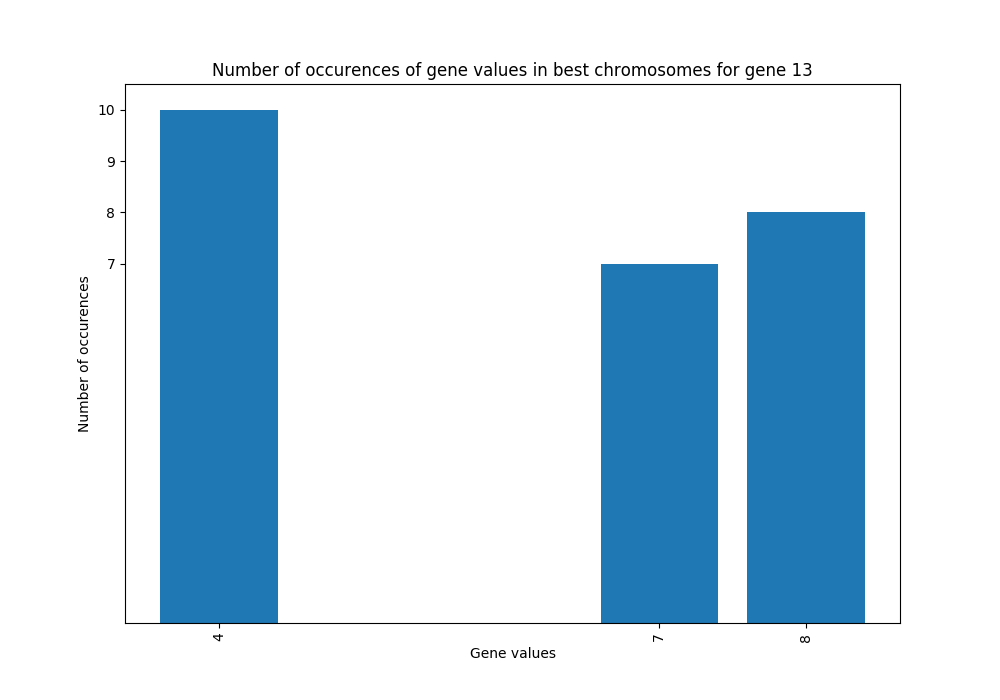 Number of occurences of gene values in best chromosomes for gene 13
10
9
8
7
Number of occurences
4
7
8
Gene values